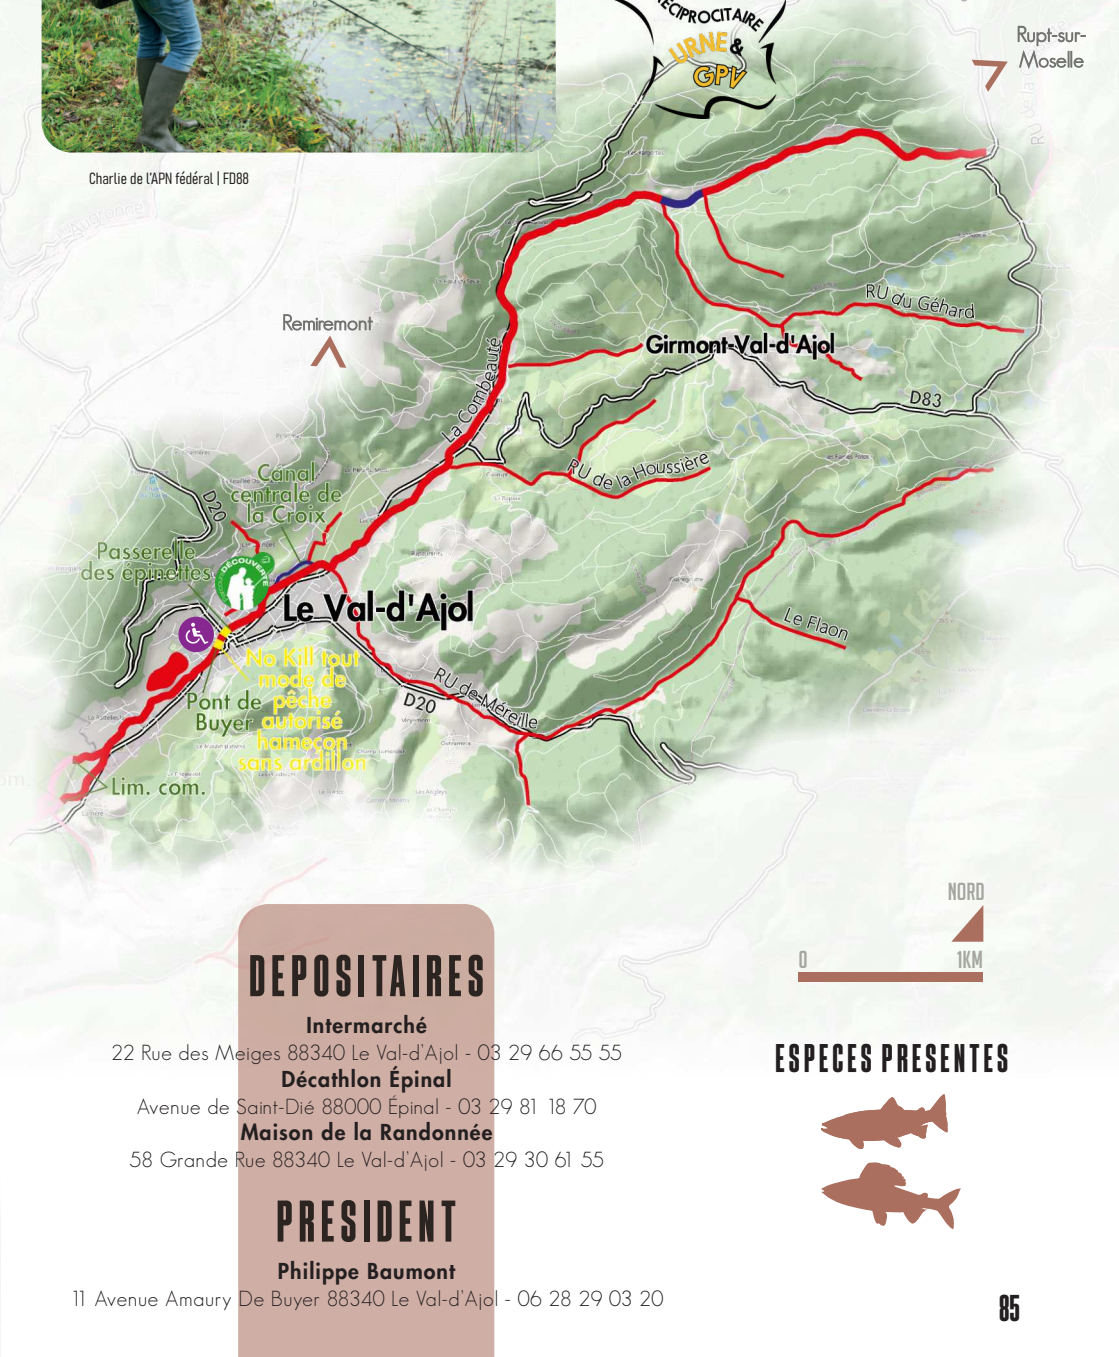 RECIPROCITAIRE
URNE &
GPV
Rupt-sur-
Moselle
Charlie de l'APN fédéral | FD88
Remiremont
RU du Géhard
Girmont-Val-d'Ajol
La Combeauté
D83
RU de la Houssière
Canal
centrale de
la Croix
D20
Passerelle
des épinettes
DÉCOUVERTE
Le Val-d'Ajol
Le Flaon
No Kill tout
mode de
pêche
autorisé
hameçon
sans ardillon
Pont de
Buyer
RU de Méreille
D20
Lim. com.
NORD
0 1KM
DEPOSITAIRES
Intermarché
22 Rue des Meiges 88340 Le Val-d'Ajol - 03 29 66 55 55
Décathlon Épinal
Avenue de Saint-Dié 88000 Épinal - 03 29 81 18 70
Maison de la Randonnée
58 Grande Rue 88340 Le Val-d'Ajol - 03 29 30 61 55
PRESIDENT
Philippe Baumont
11 Avenue Amaury De Buyer 88340 Le Val-d'Ajol - 06 28 29 03 20
ESPECES PRESENTES
85